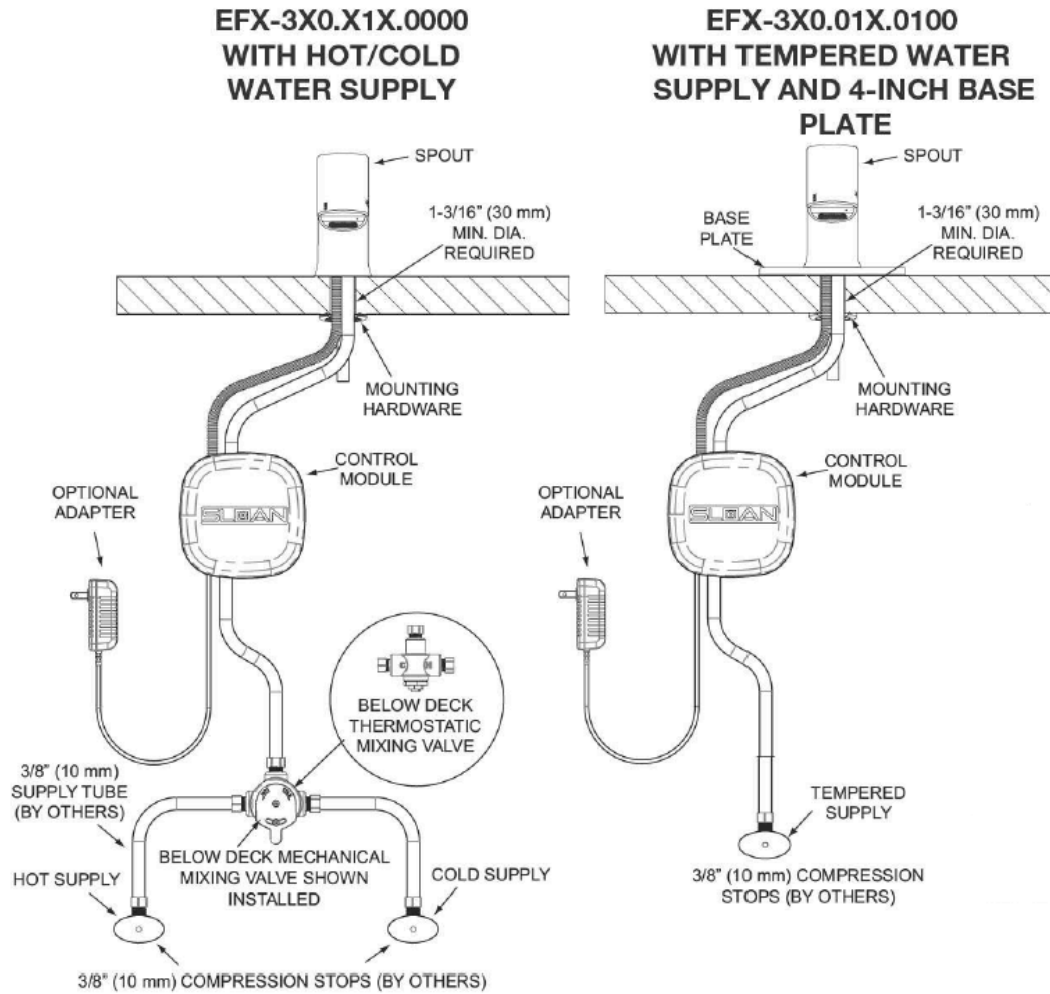 EFX-3X0.X1X.0000
WITH HOT/COLD
WATER SUPPLY
SPOUT
1-3/16" (30 mm)
MIN. DIA.
REQUIRED
MOUNTING
HARDWARE
CONTROL
MODULE
OPTIONAL
ADAPTER
SLOAN
BELOW DECK
THERMOSTATIC
MIXING VALVE
3/8" (10 mm)
SUPPLY TUBE
(BY OTHERS)
BELOW DECK MECHANICAL
MIXING VALVE SHOWN
INSTALLED
HOT SUPPLY
COLD SUPPLY
3/8" (10 mm) COMPRESSION STOPS (BY OTHERS)
EFX-3X0.01X.0100
WITH TEMPERED WATER
SUPPLY AND 4-INCH BASE
PLATE
SPOUT
BASE
PLATE
1-3/16" (30 mm)
MIN. DIA.
REQUIRED
MOUNTING
HARDWARE
CONTROL
MODULE
OPTIONAL
ADAPTER
SLOAN
TEMPERED
SUPPLY
3/8" (10 mm) COMPRESSION
STOPS (BY OTHERS)